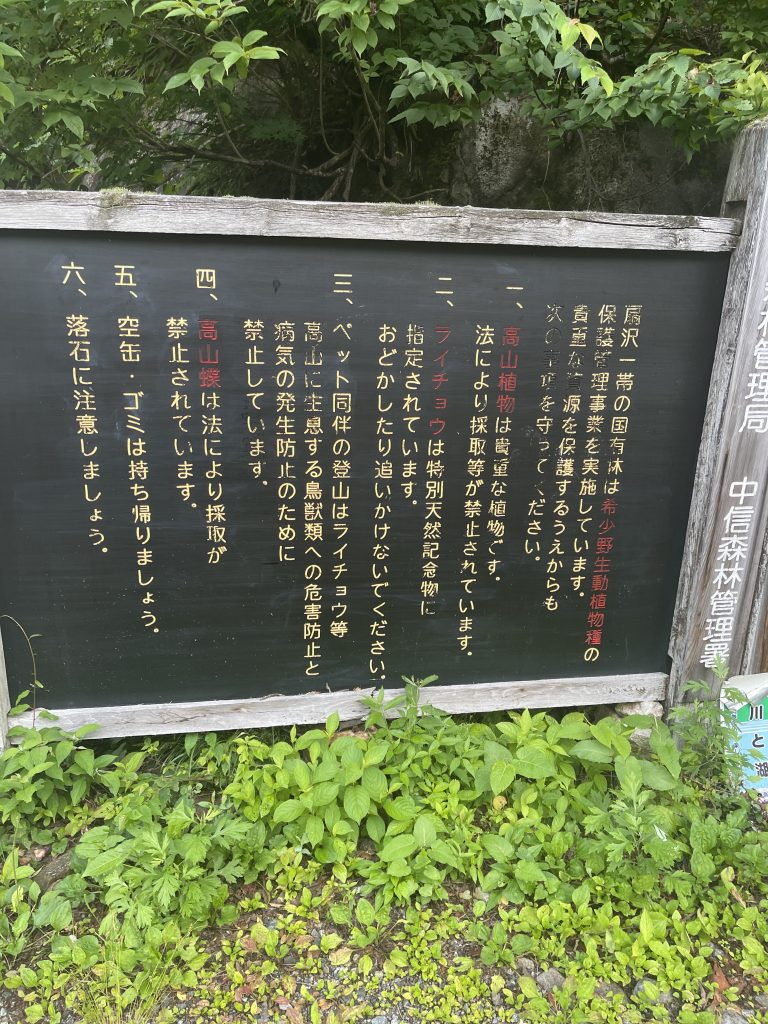 扇沢一帯の国有林は希少野生動植物種の
保護管理事業を実施しています。
貴重な資源を保護するうえからも
次の事項を守ってください。
一、高山植物は貴重な植物です。
法により採取等が禁止されています。
二、ライチョウは特別天然記念物に
指定されています。
おどかしたり追いかけないでください。
三、ペット同伴の登山はライチョウ等
高山に生息する鳥獣類への危害防止と
病気の発生防止のために
禁止しています。
四、高山蝶は法により採取が
禁止されています。
五、空缶・ゴミは持ち帰りましょう。
六、落石に注意しましょう。
管理局
中信森林管理署
川と
湖